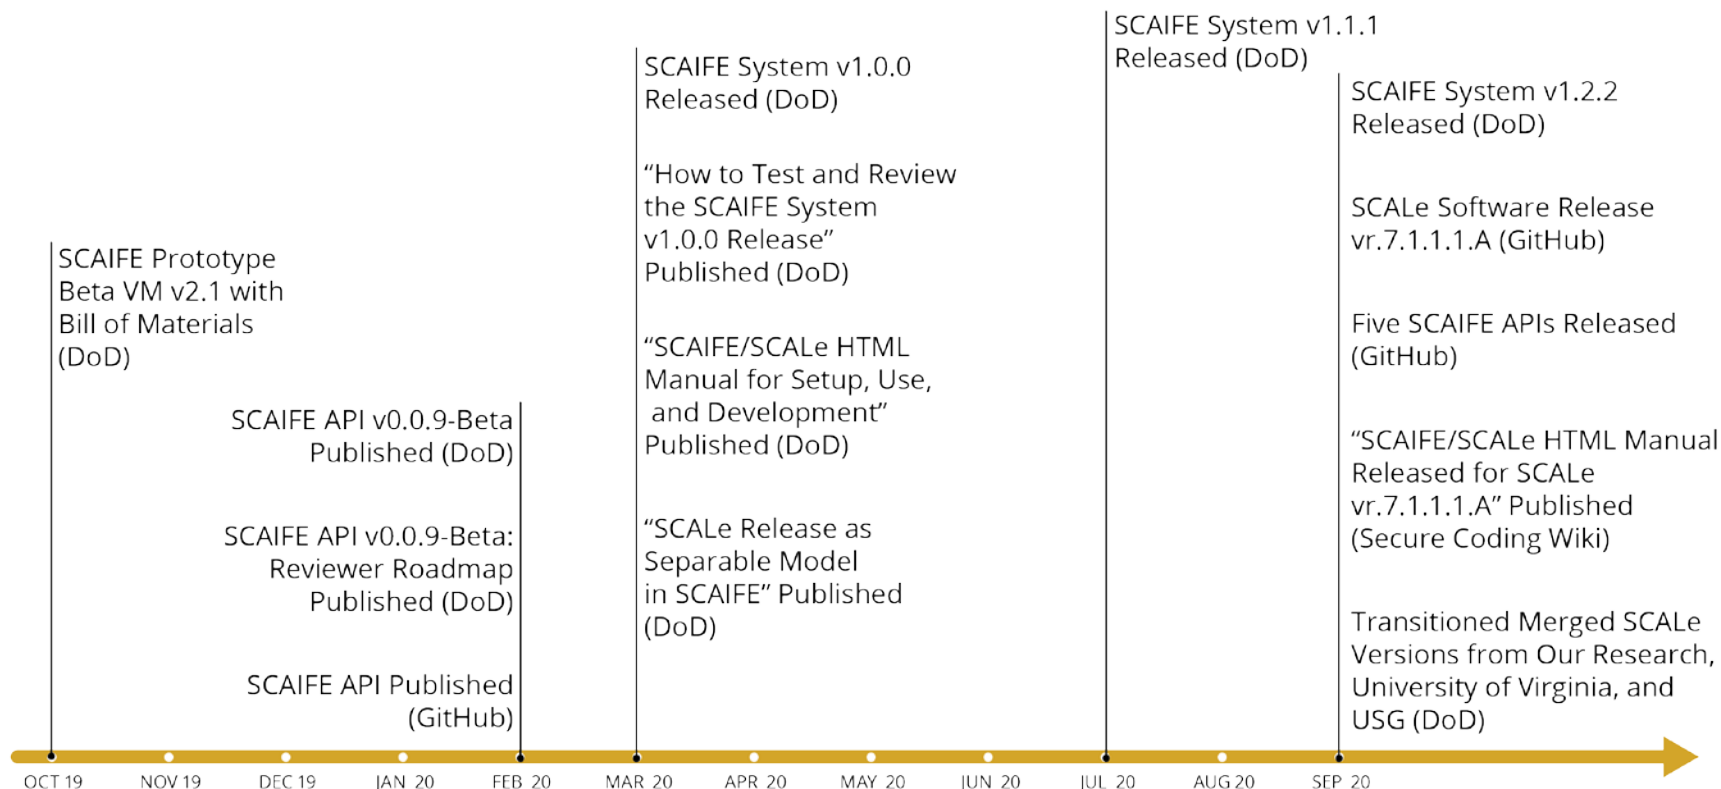 SCAIFE Prototype
Beta VM v2.1 with
Bill of Materials
(DoD)
SCAIFE API v0.0.9-Beta
Published (DoD)
SCAIFE API v0.0.9-Beta:
Reviewer Roadmap
Published (DoD)
SCAIFE API Published
(GitHub)
SCAIFE System v1.0.0
Released (DoD)
“How to Test and Review
the SCAIFE System
v1.0.0 Release”
Published (DoD)
“SCAIFE/SCALe HTML
Manual for Setup, Use,
and Development”
Published (DoD)
“SCALe Release as
Separable Model
in SCAIFE” Published
(DoD)
SCAIFE System v1.1.1
Released (DoD)
SCAIFE System v1.2.2
Released (DoD)
SCALe Software Release
vr.7.1.1.1.A (GitHub)
Five SCAIFE APIs Released
(GitHub)
“SCAIFE/SCALe HTML Manual
Released for SCALe
vr.7.1.1.1.A” Published
(Secure Coding Wiki)
Transitioned Merged SCALe
Versions from Our Research,
University of Virginia, and
USG (DoD)
OCT 19 NOV 19 DEC 19 JAN 20 FEB 20 MAR 20 APR 20 MAY 20 JUN 20 JUL 20 AUG 20 SEP 20